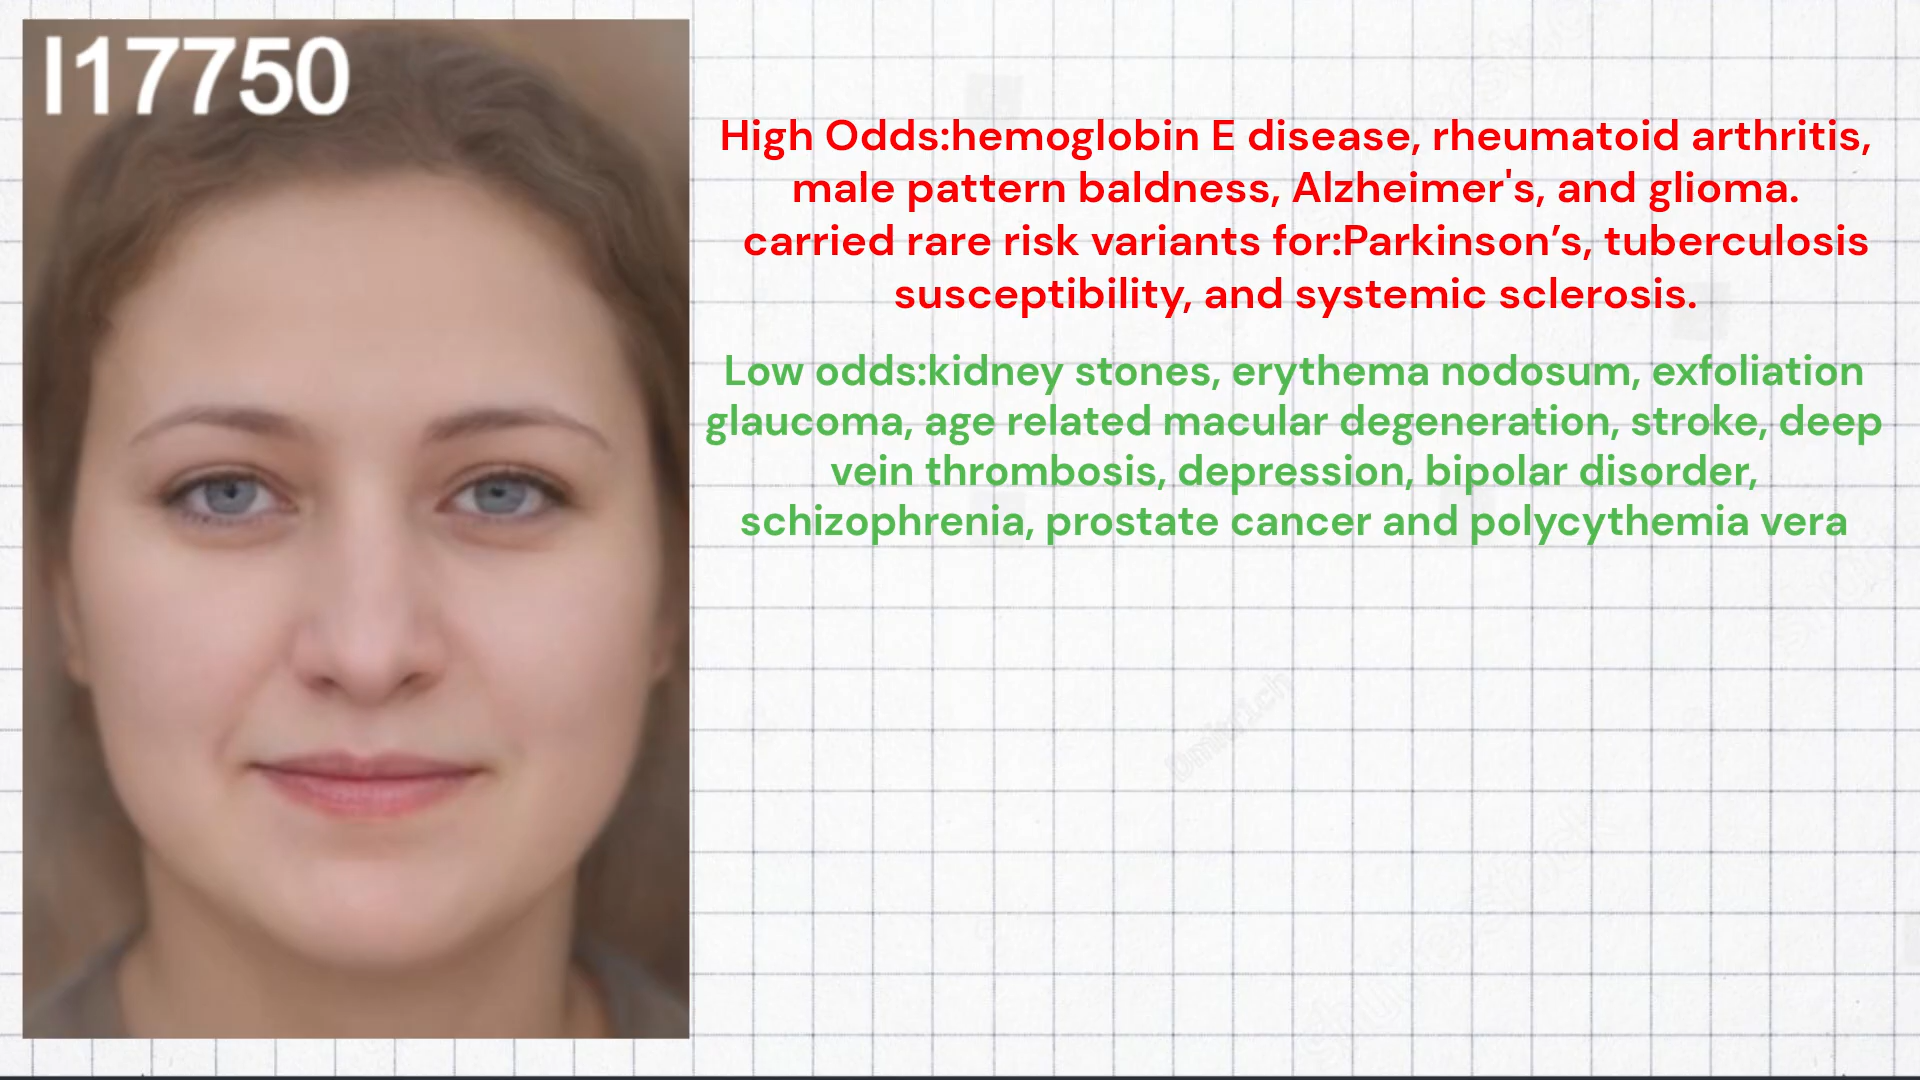 I17750
High Odds:hemoglobin E disease, rheumatoid arthritis,
male pattern baldness, Alzheimer's, and glioma.
carried rare risk variants for:Parkinson’s, tuberculosis
susceptibility, and systemic sclerosis.
Low odds:kidney stones, erythema nodosum, exfoliation
glaucoma, age related macular degeneration, stroke, deep
vein thrombosis, depression, bipolar disorder,
schizophrenia, prostate cancer and polycythemia vera